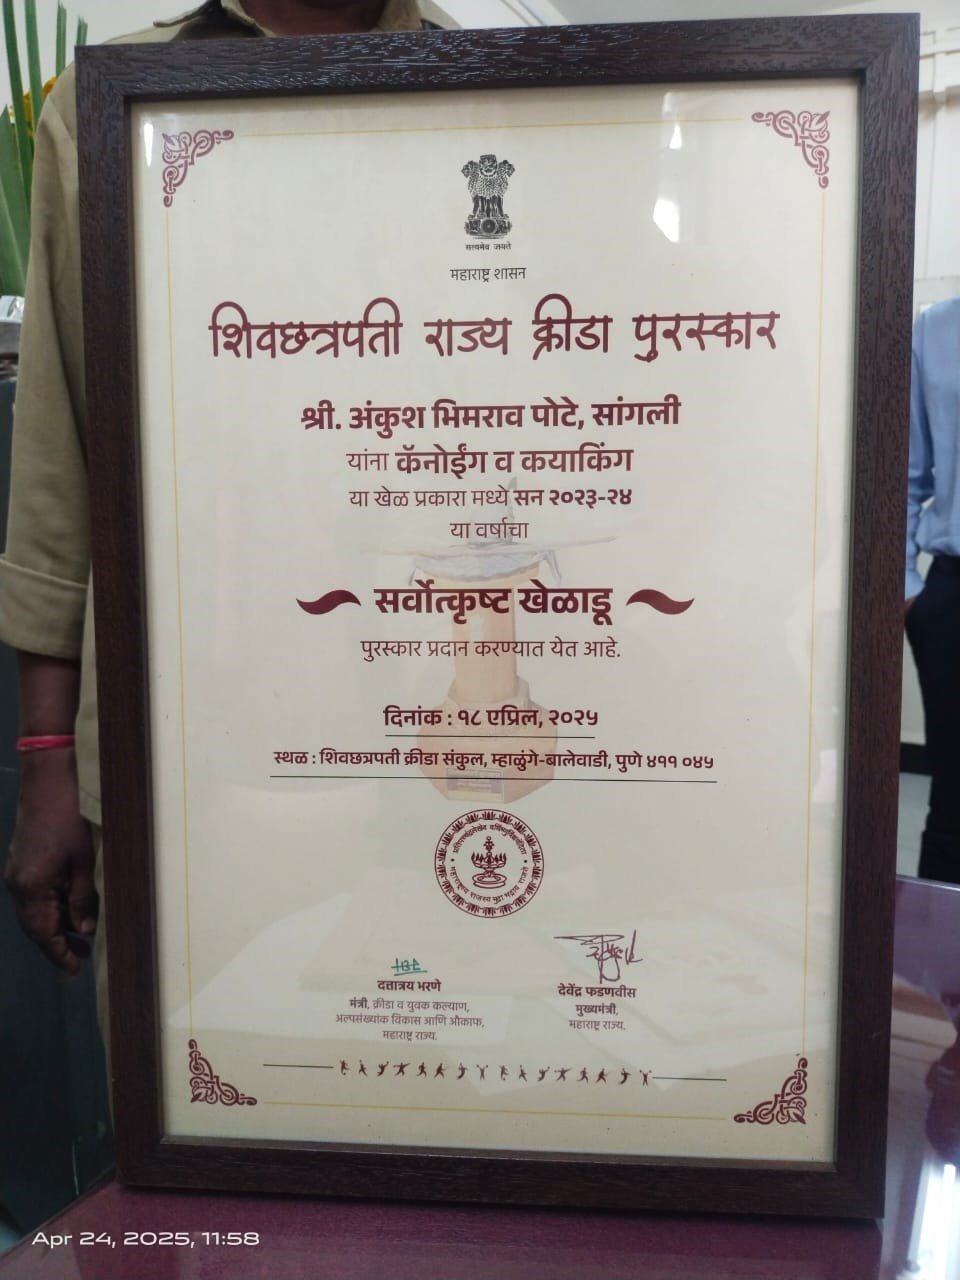 सत्यमेव जयते
महाराष्ट्र शासन
शिवछत्रपती राज्य क्रीडा पुरस्कार
श्री. अंकुश भिमराव पोटे, सांगली
यांना कॅनोईंग व कयाकिंग
या खेळ प्रकारा मध्ये सन २०२३-२४
या वर्षाचा
सर्वोत्कृष्ट खेळाडू
पुरस्कार प्रदान करण्यात येत आहे.
दिनांक : १८ एप्रिल, २०२५
स्थळ : शिवछत्रपती क्रीडा संकुल, म्हाळुंगे-बालेवाडी, पुणे ४११ ०४५
दत्तात्रय भरणे
मंत्री, क्रीडा व युवक कल्याण,
अल्पसंख्यांक विकास आणि औकाफ,
महाराष्ट्र राज्य.
देवेंद्र फडणवीस
मुख्यमंत्री,
महाराष्ट्र राज्य.
Apr 24, 2025, 11:58